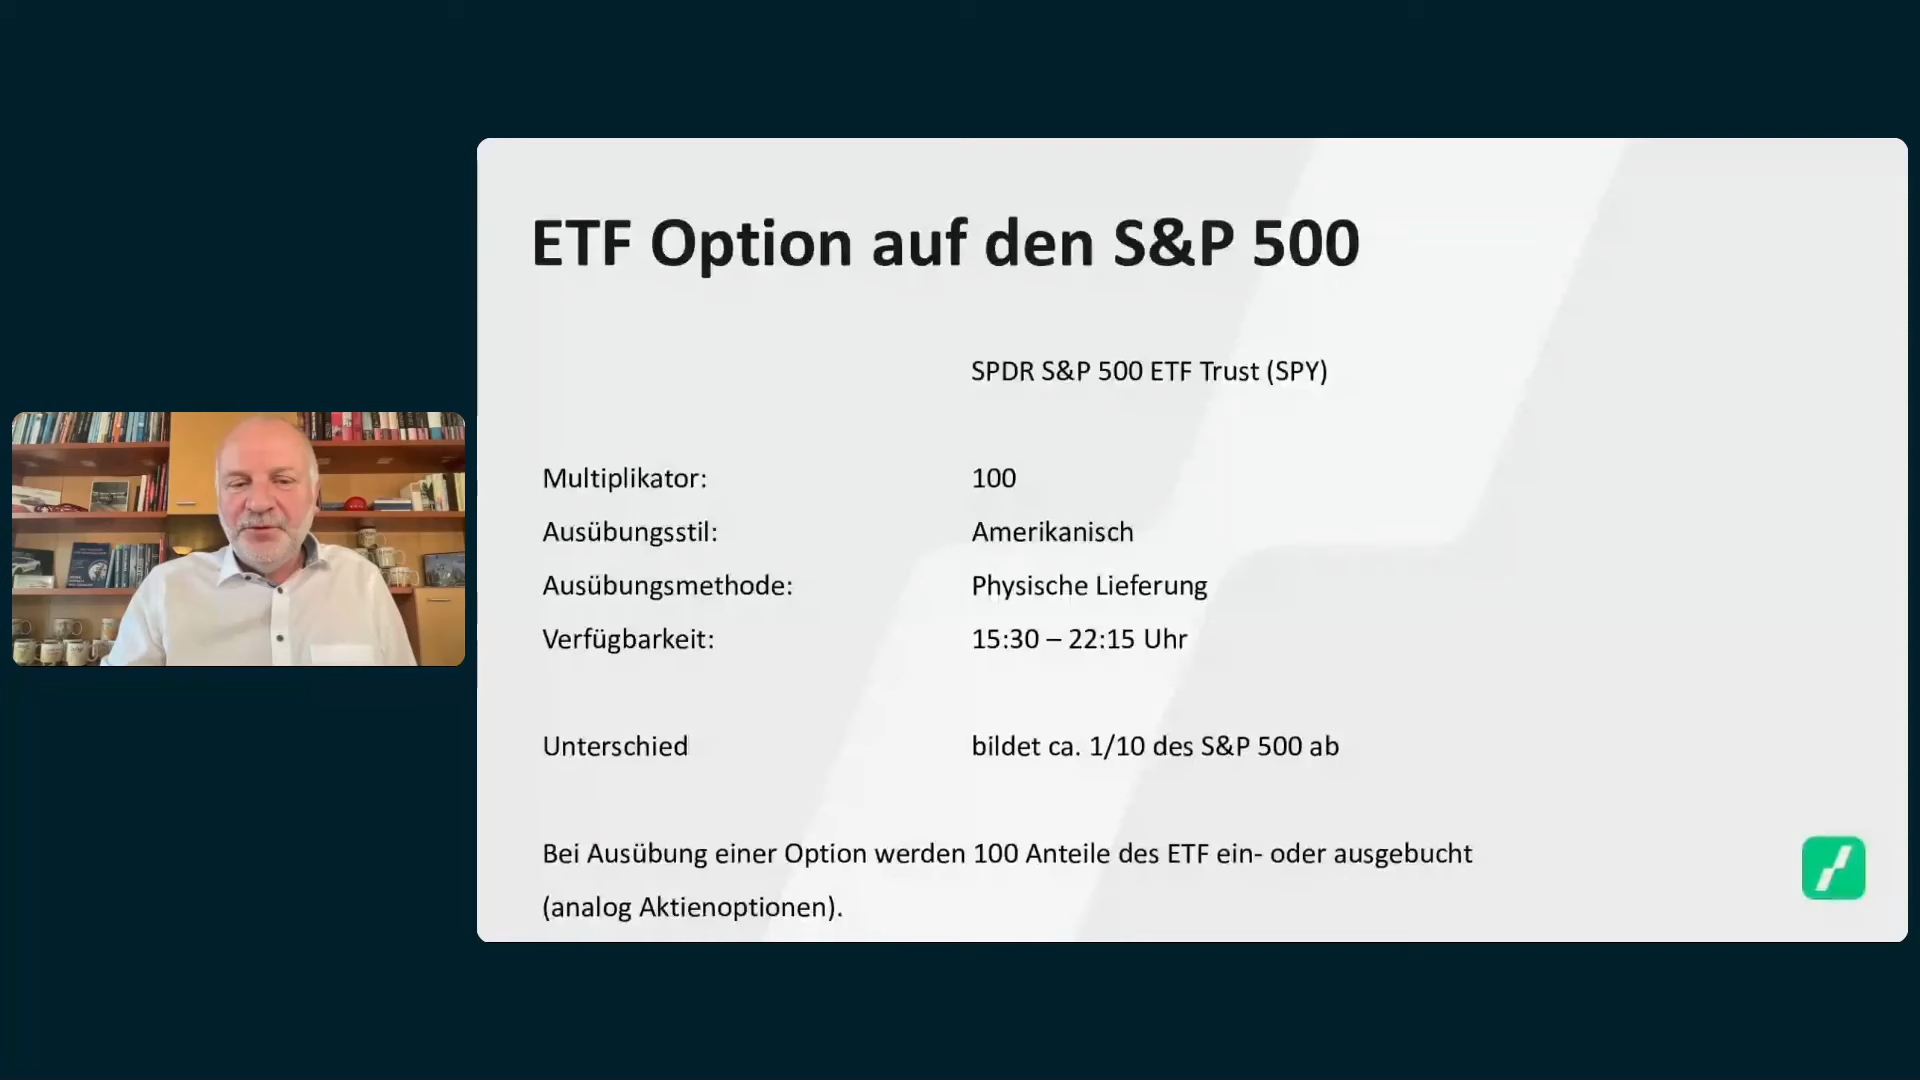 ETF Option auf den S&P 500
SPDR S&P 500 ETF Trust (SPY)
Multiplikator: 100
Ausübungsstil: Amerikanisch
Ausübungsmethode: Physische Lieferung
Verfügbarkeit: 15:30 – 22:15 Uhr
Unterschied bildet ca. 1/10 des S&P 500 ab
Bei Ausübung einer Option werden 100 Anteile des ETF ein- oder ausgebucht
(analog Aktienoptionen).